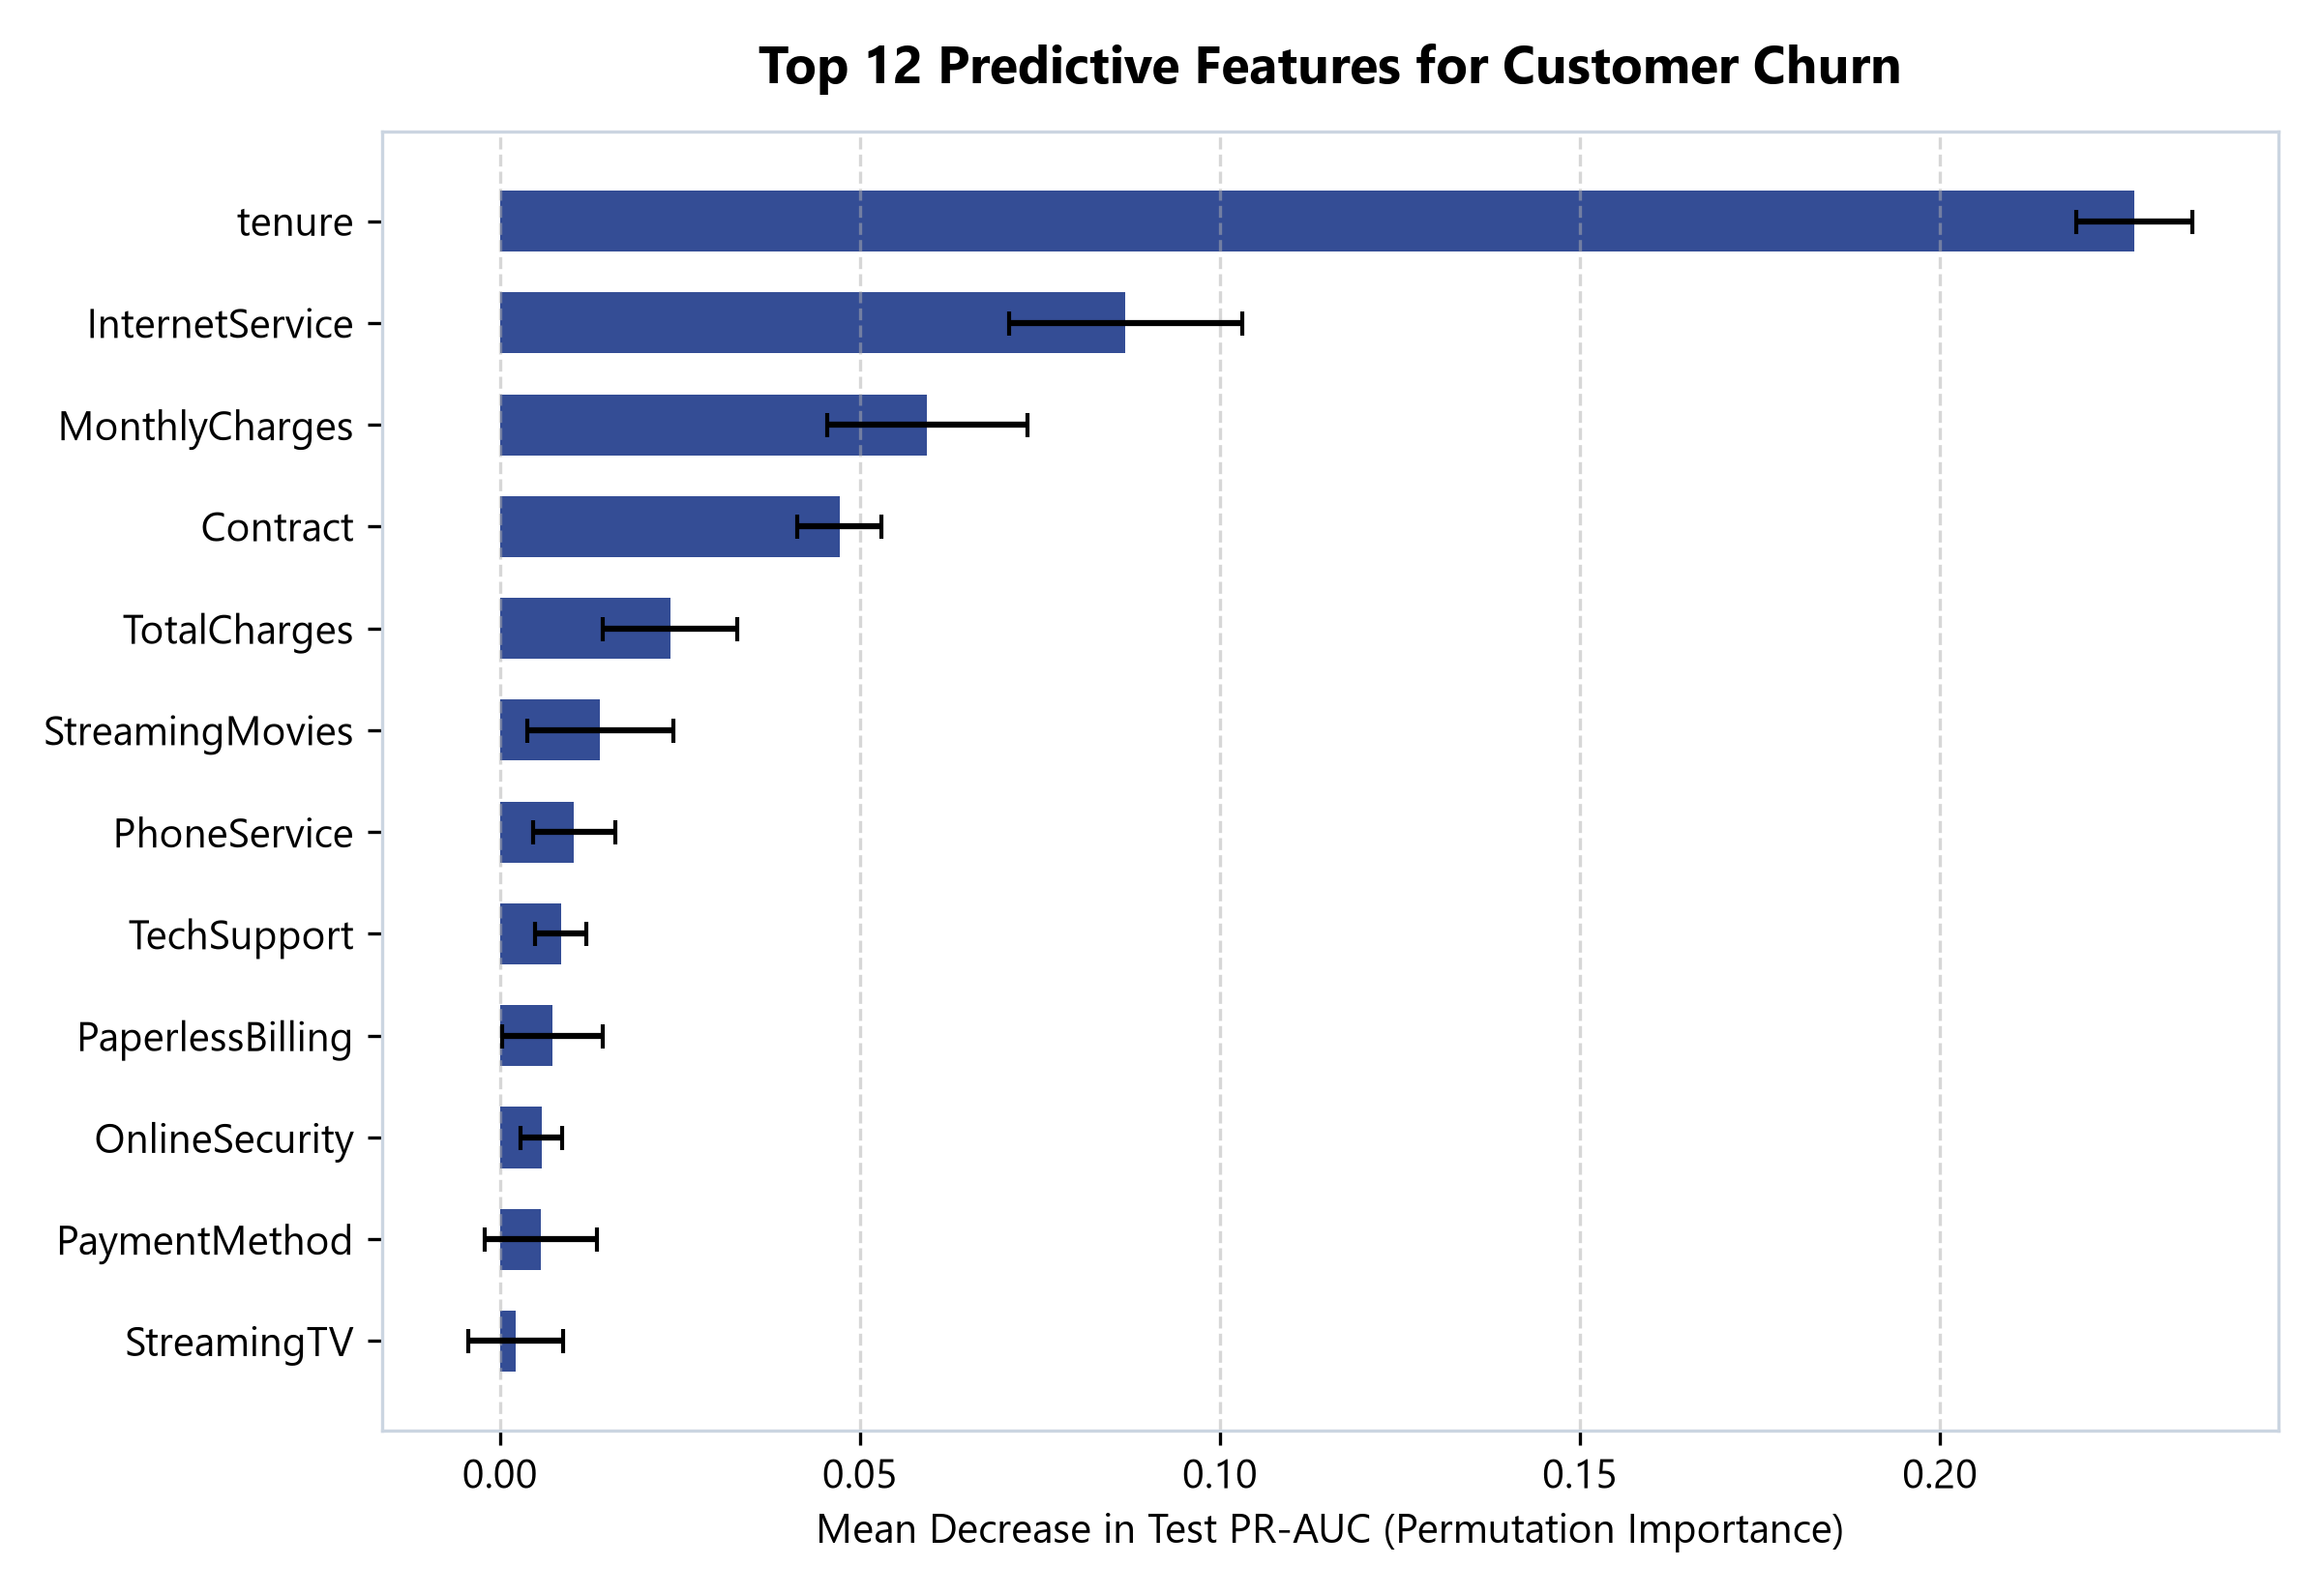 Top 12 Predictive Features for Customer Churn
tenure
InternetService
MonthlyCharges
Contract
TotalCharges
StreamingMovies
PhoneService
TechSupport
PaperlessBilling
OnlineSecurity
PaymentMethod
StreamingTV
0.00 0.05 0.10 0.15 0.20
Mean Decrease in Test PR-AUC (Permutation Importance)